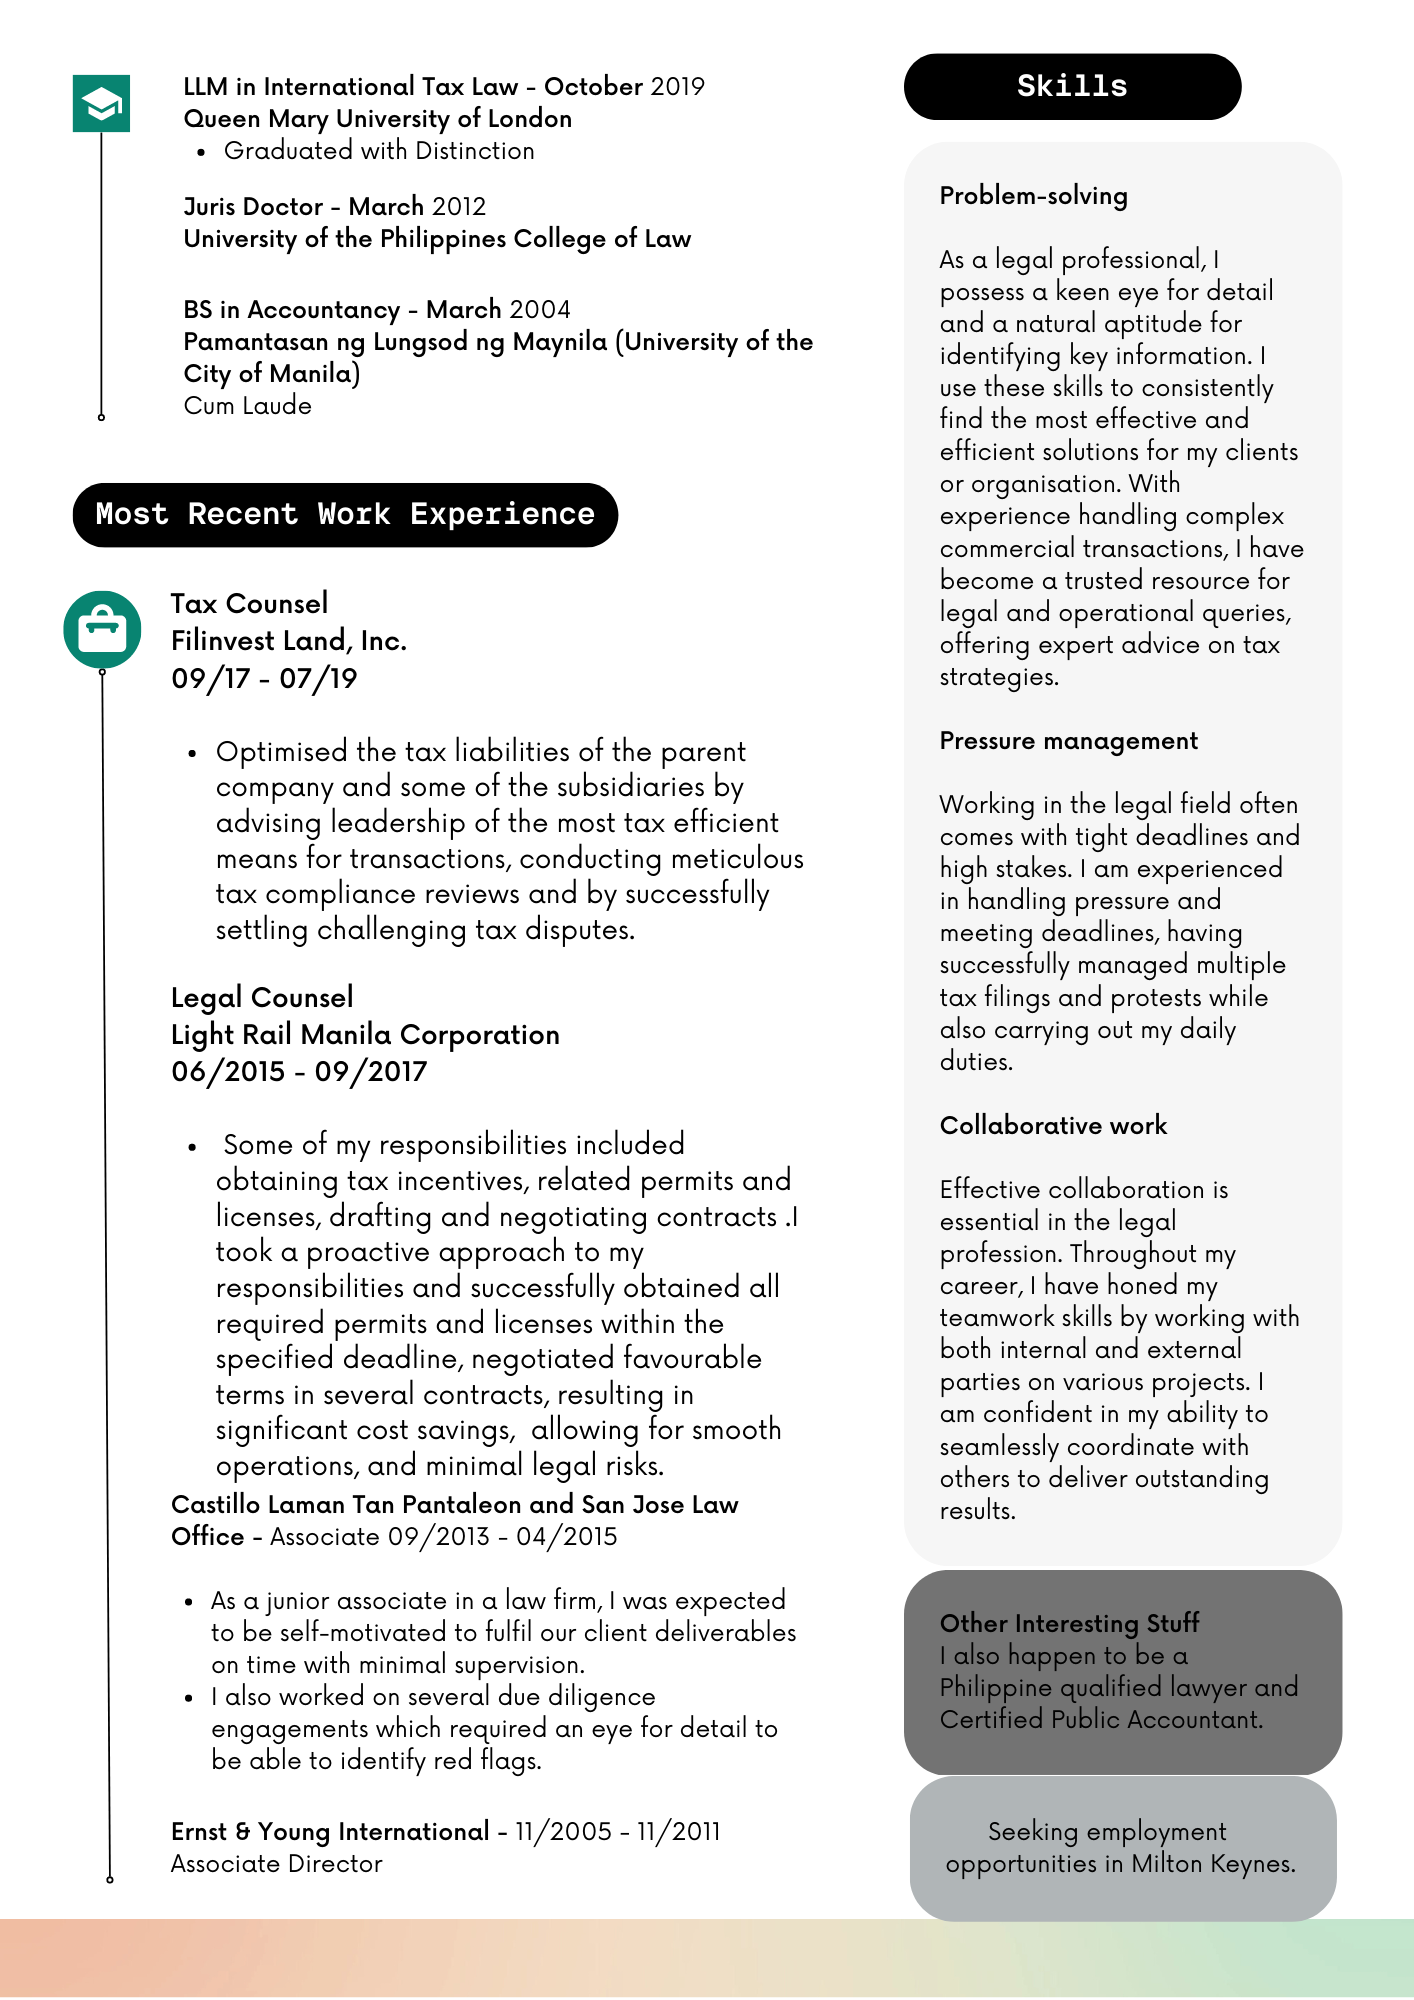 LLM in International Tax Law - October 2019
Queen Mary University of London
• Graduated with Distinction
Juris Doctor - March 2012
University of the Philippines College of Law
BS in Accountancy - March 2004
Pamantasan ng Lungsod ng Maynila (University of the
City of Manila)
Cum Laude
Most Recent Work Experience
Tax Counsel
Filinvest Land, Inc.
09/17 - 07/19
• Optimised the tax liabilities of the parent
company and some of the subsidiaries by
advising leadership of the most tax efficient
means for transactions, conducting meticulous
tax compliance reviews and by successfully
settling challenging tax disputes.
Legal Counsel
Light Rail Manila Corporation
06/2015 - 09/2017
• Some of my responsibilities included
obtaining tax incentives, related permits and
licenses, drafting and negotiating contracts .I
took a proactive approach to my
responsibilities and successfully obtained all
required permits and licenses within the
specified deadline, negotiated favourable
terms in several contracts, resulting in
significant cost savings,  allowing for smooth
operations, and minimal legal risks.
Castillo Laman Tan Pantaleon and San Jose Law
Office - Associate 09/2013 - 04/2015
• As a junior associate in a law firm, I was expected
to be self-motivated to fulfil our client deliverables
on time with minimal supervision.
• I also worked on several due diligence
engagements which required an eye for detail to
be able to identify red flags.
Ernst & Young International - 11/2005 - 11/2011
Associate Director
Skills
Problem-solving
As a legal professional, I
possess a keen eye for detail
and a natural aptitude for
identifying key information. I
use these skills to consistently
find the most effective and
efficient solutions for my clients
or organisation. With
experience handling complex
commercial transactions, I have
become a trusted resource for
legal and operational queries,
offering expert advice on tax
strategies.
Pressure management
Working in the legal field often
comes with tight deadlines and
high stakes. I am experienced
in handling pressure and
meeting deadlines, having
successfully managed multiple
tax filings and protests while
also carrying out my daily
duties.
Collaborative work
Effective collaboration is
essential in the legal
profession. Throughout my
career, I have honed my
teamwork skills by working with
both internal and external
parties on various projects. I
am confident in my ability to
seamlessly coordinate with
others to deliver outstanding
results.
Other Interesting Stuff
I also happen to be a
Philippine qualified lawyer and
Certified Public Accountant.
Seeking employment
opportunities in Milton Keynes.